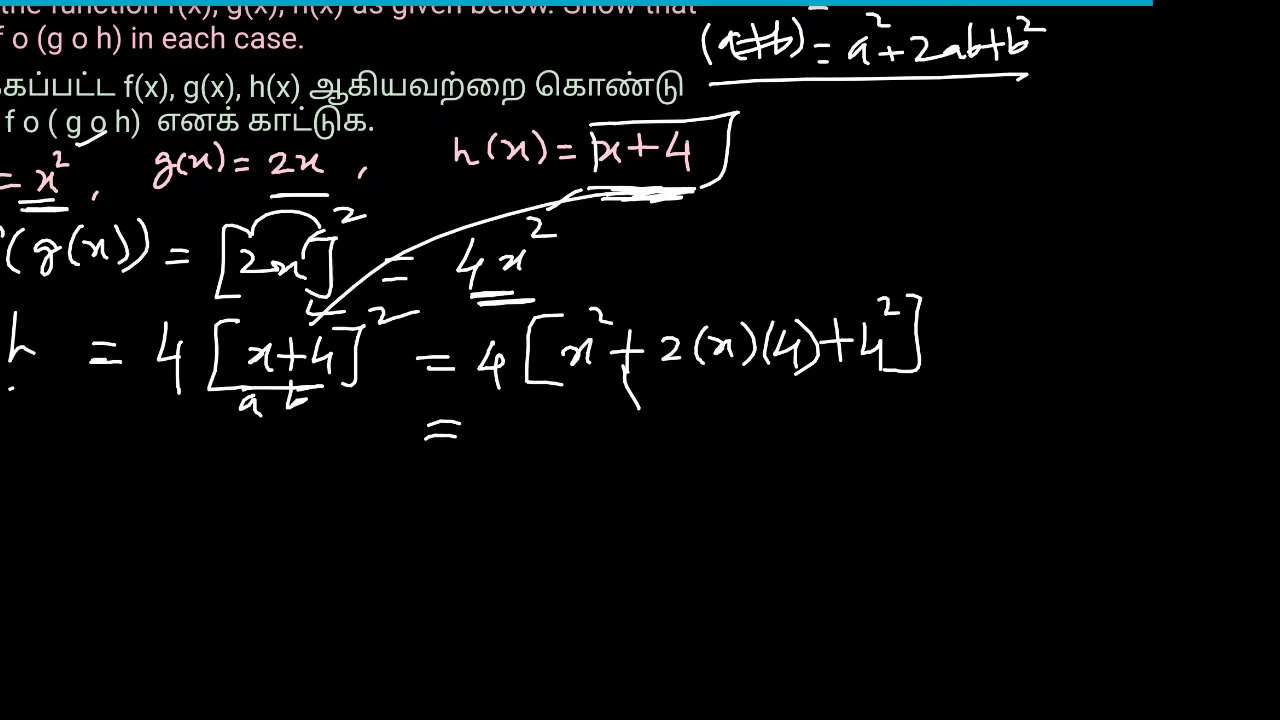 the function f(x), g(x), h(x) as given below. Show that
f o (g o h) in each case.
(a+b) = a² + 2ab + b²
கப்பட்ட f(x), g(x), h(x) ஆகியவற்றை கொண்டு
f o ( g o h) எனக் காட்டுக.
= x² , g(x) = 2x , h(x) = x+4
(g(x)) = [2x]² = 4x²
h = 4 [x+4]² = 4 [x² + 2(x)(4) + 4²]
a b
=